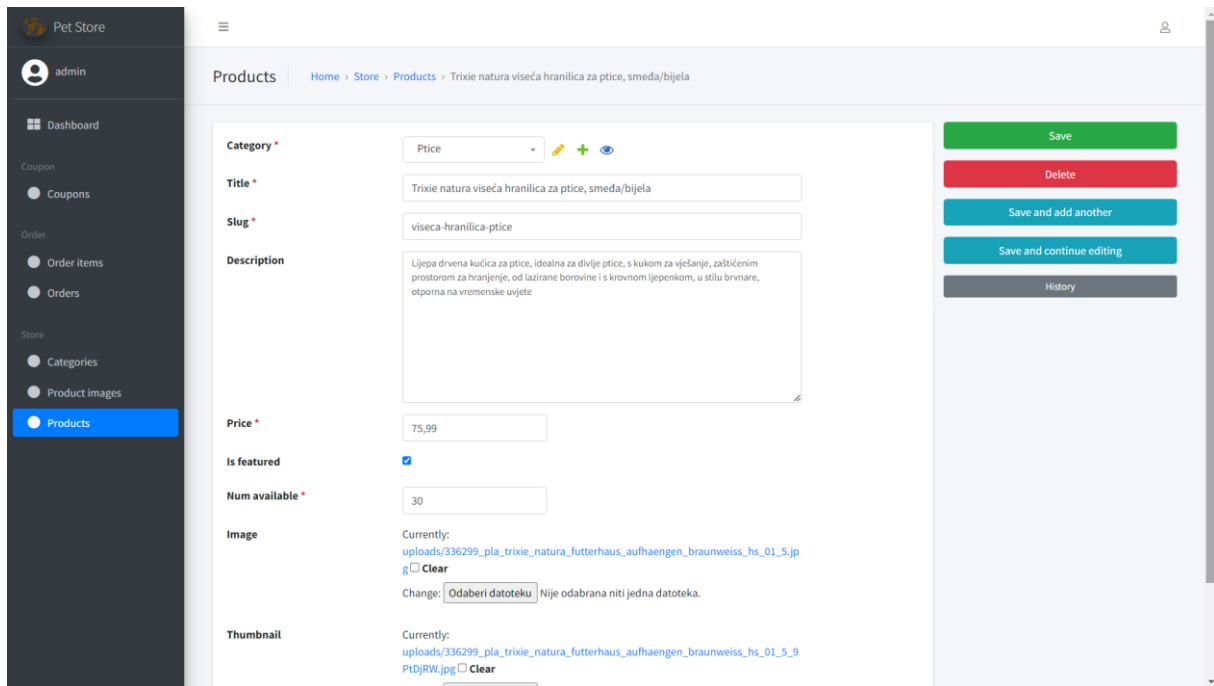 Pet Store
admin
Dashboard
Coupon
Coupons
Order
Order items
Orders
Store
Categories
Product images
Products
Products
Home › Store › Products › Trixie natura viseća hranilica za ptice, smeđa/bijela
Category *
Ptice
Title *
Trixie natura viseća hranilica za ptice, smeđa/bijela
Slug *
viseca-hranilica-ptice
Description
Lijepa drvena kućica za ptice, idealna za divlje ptice, s kukom za vješanje, zaštićenim
prostorom za hranjenje, od lazirane borovine i s krovnom ljepenkom, u stilu brvnare,
otporna na vremenske uvjete
Price *
75,99
Is featured
Num available *
30
Image
Currently:
uploads/336299_pla_trixie_natura_futterhaus_aufhaengen_braunweiss_hs_01_5.jp
g Clear
Change: Odaberi datoteku Nije odabrana niti jedna datoteka.
Thumbnail
Currently:
uploads/336299_pla_trixie_natura_futterhaus_aufhaengen_braunweiss_hs_01_5_9
PtDjRW.jpg Clear
Save
Delete
Save and add another
Save and continue editing
History